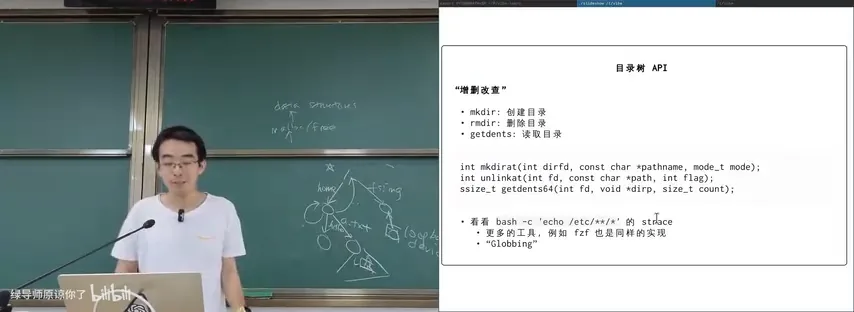 data structures
malloc/free
home
a.txt
绿导师原谅你了 bilibili
目录树 API
“增删改查”
• mkdir: 创建目录
• rmdir: 删除目录
• getdents: 读取目录
int mkdirat(int dirfd, const char *pathname, mode_t mode);
int unlinkat(int fd, const char *path, int flag);
ssize_t getdents64(int fd, void *dirp, size_t count);
• 看看 bash -c 'echo /etc/**/*' 的 strace
• 更多的工具，例如 fzf 也是同样的实现
• “Globbing”